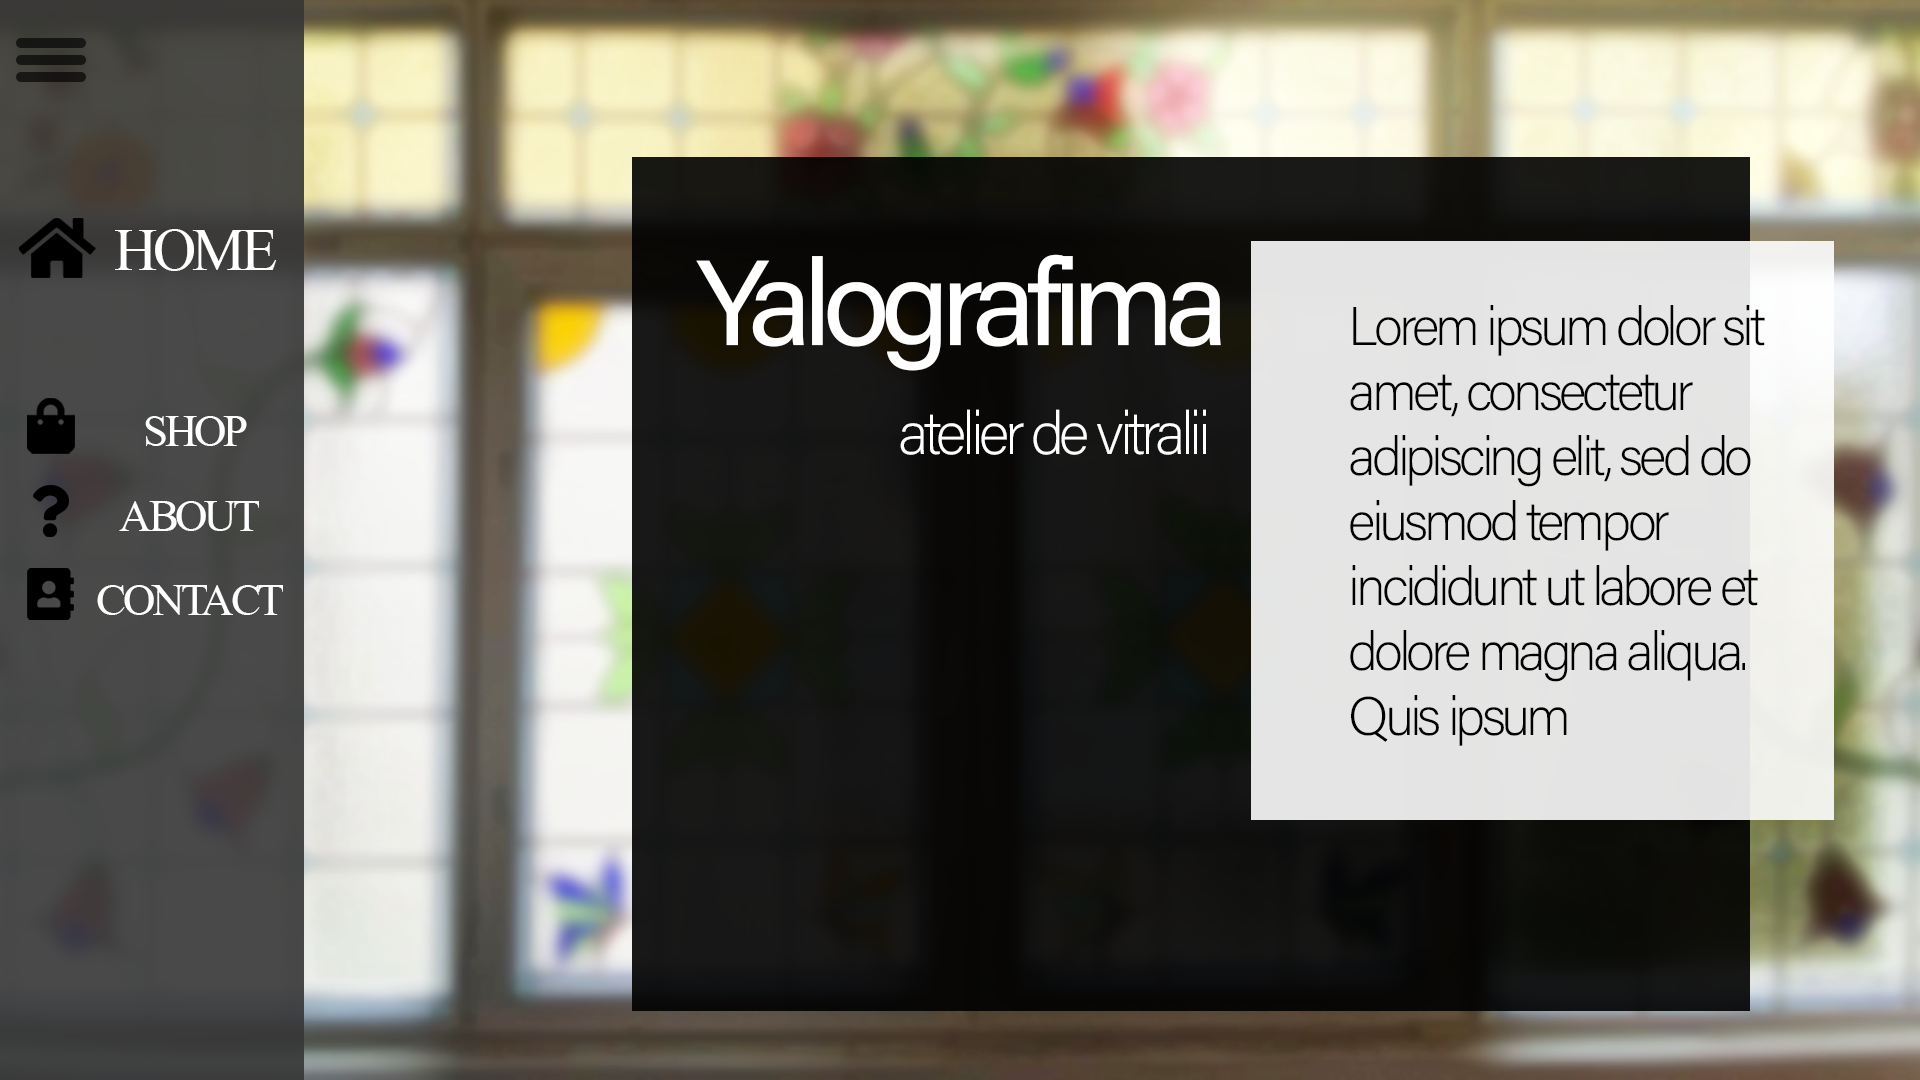 HOME
SHOP
ABOUT
CONTACT
Yalografima
atelier de vitralii
Lorem ipsum dolor sit
amet, consectetur
adipiscing elit, sed do
eiusmod tempor
incididunt ut labore et
dolore magna aliqua.
Quis ipsum